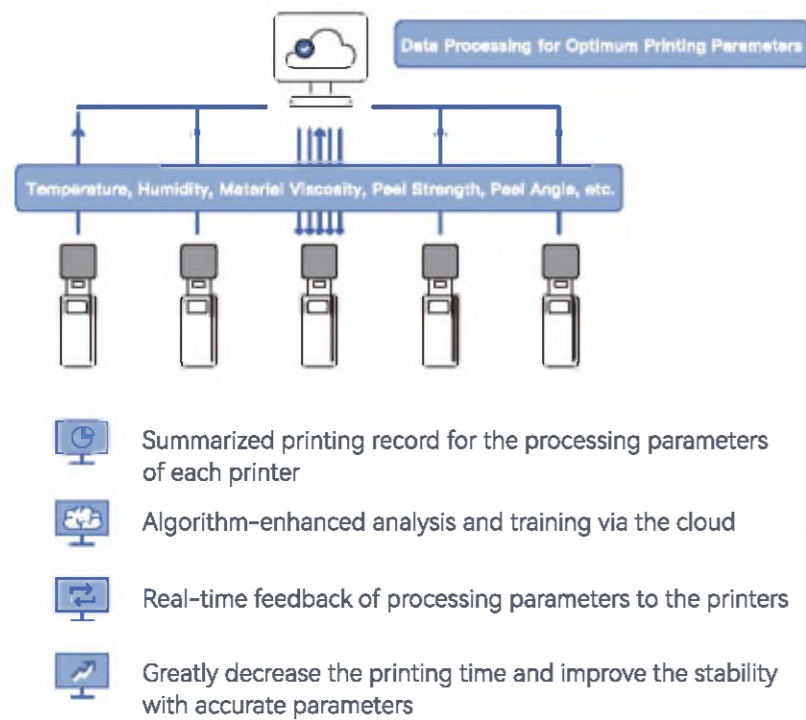 Data Processing for Optimum Printing Parameters
Temperature, Humidity, Material Viscosity, Peel Strength, Peel Angle, etc.
Summarized printing record for the processing parameters
of each printer
Algorithm-enhanced analysis and training via the cloud
Real-time feedback of processing parameters to the printers
Greatly decrease the printing time and improve the stability
with accurate parameters